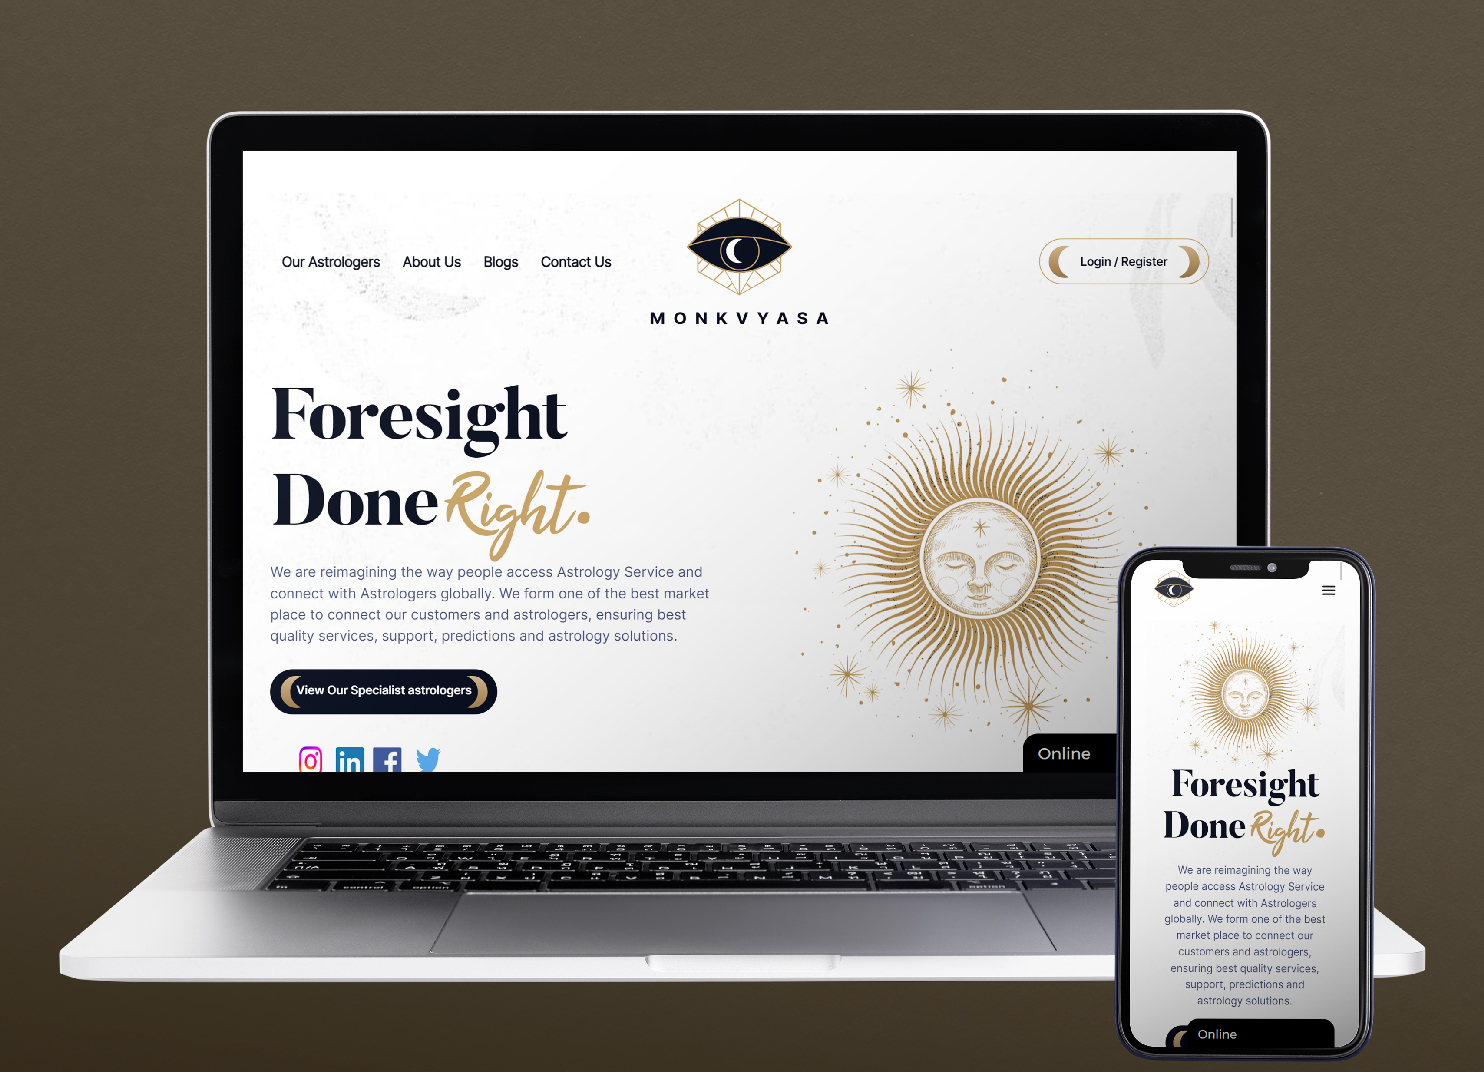 Our Astrologers About Us Blogs Contact Us
MONKVYASA
Login / Register
Foresight
Done Right.
We are reimagining the way people access Astrology Service and
connect with Astrologers globally. We form one of the best market
place to connect our customers and astrologers, ensuring best
quality services, support, predictions and astrology solutions.
View Our Specialist astrologers
in f
Online
control option
option
Foresight
Done Right.
We are reimagining the way
people access Astrology Service
and connect with Astrologers
globally. We form one of the best
market place to connect our
customers and astrologers,
ensuring best quality services,
support, predictions and
astrology solutions.
Online